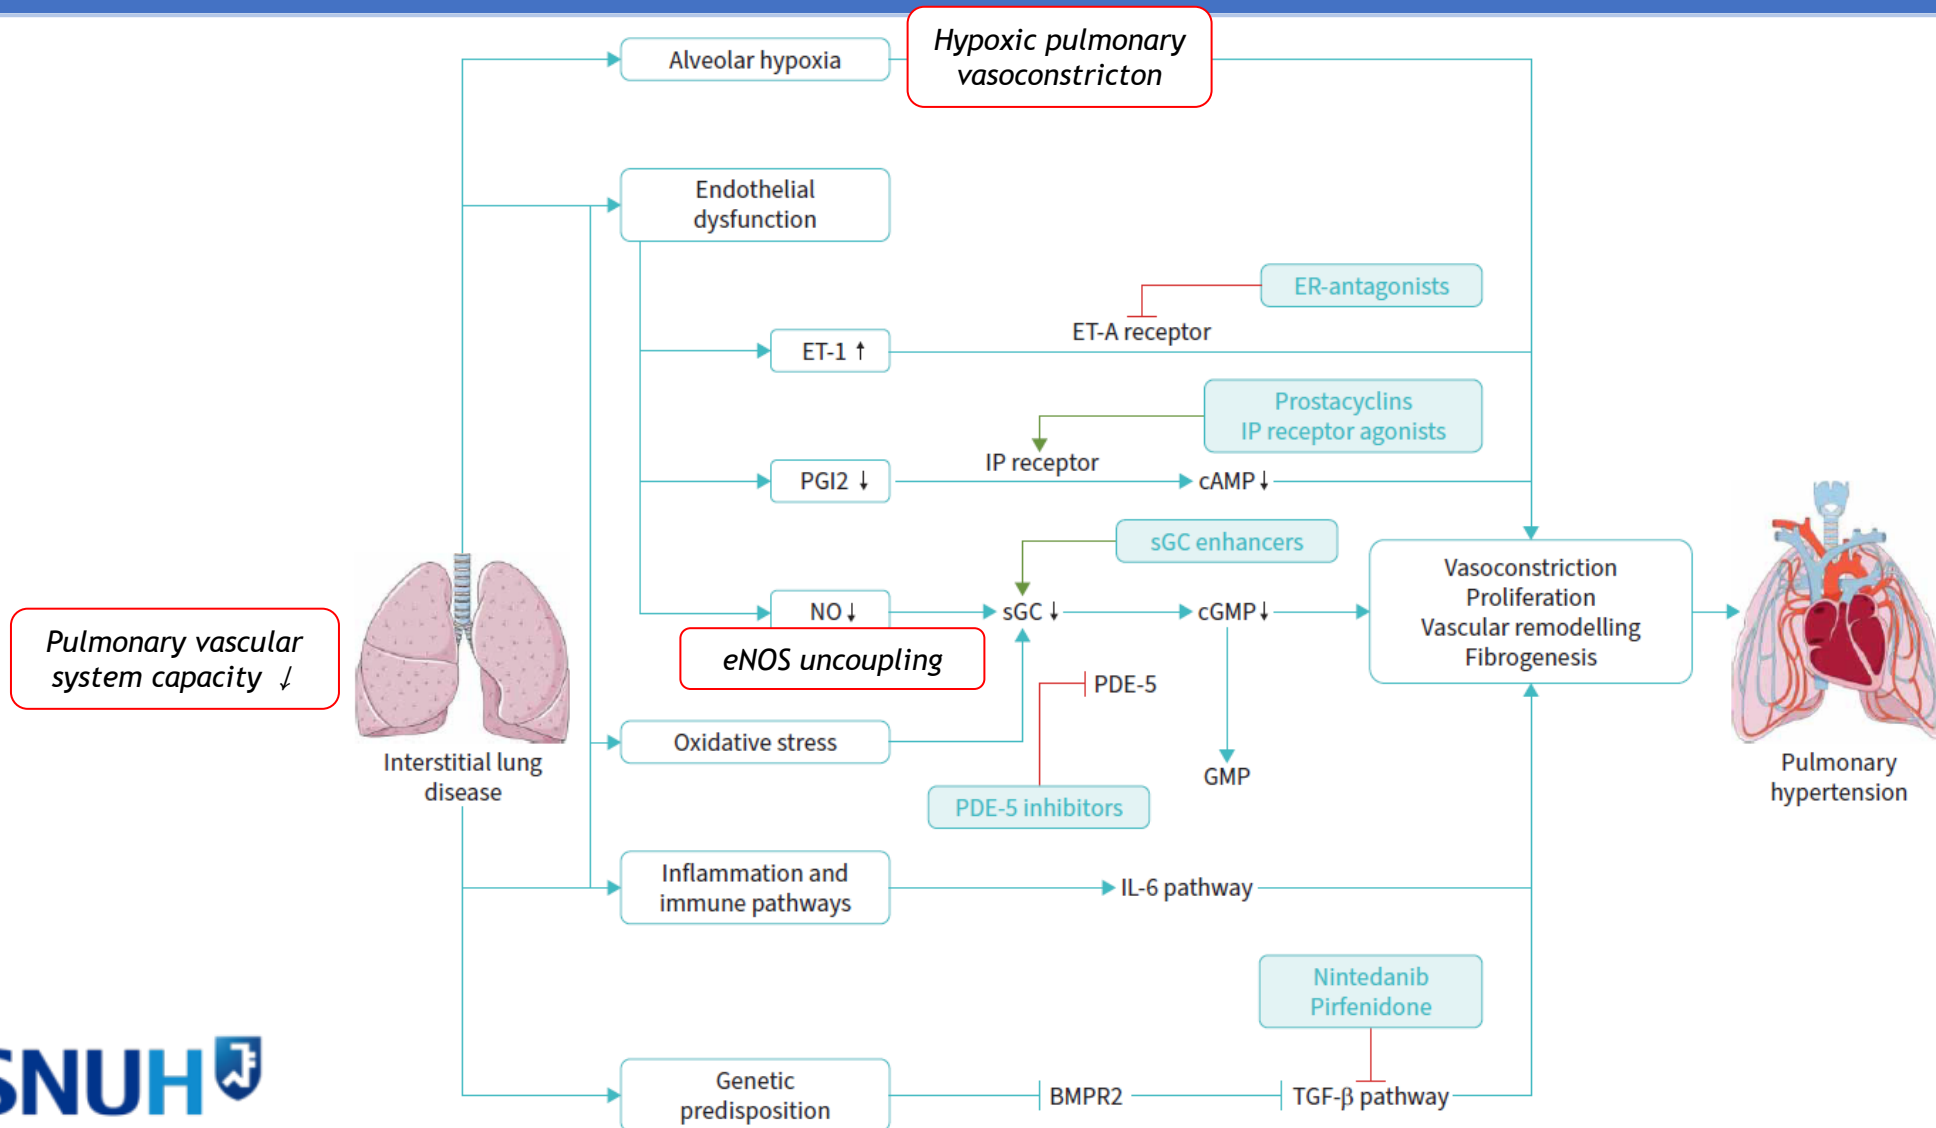 Alveolar hypoxia
Hypoxic pulmonary
vasoconstricton
Endothelial
dysfunction
ER-antagonists
ET-A receptor
ET-1 ↑
Prostacyclins
IP receptor agonists
IP receptor
PGI2 ↓
cAMP ↓
sGC enhancers
NO ↓
sGC ↓
cGMP ↓
eNOS uncoupling
Vasoconstriction
Proliferation
Vascular remodelling
Fibrogenesis
Pulmonary vascular
system capacity ↓
Interstitial lung
disease
PDE-5
Oxidative stress
GMP
PDE-5 inhibitors
Pulmonary
hypertension
Inflammation and
immune pathways
IL-6 pathway
Nintedanib
Pirfenidone
Genetic
predisposition
BMPR2
TGF-β pathway
SNUH